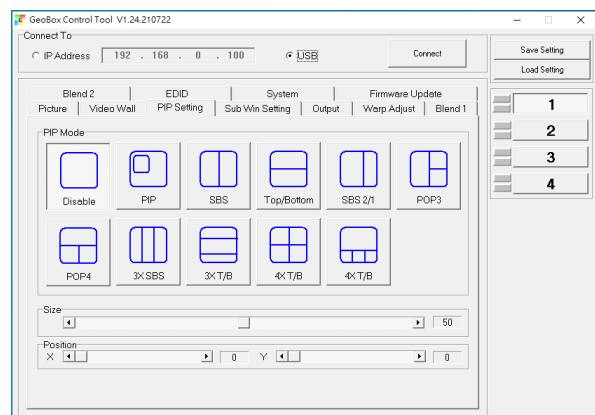 GeoBox Control Tool V1.24.210722
Connect To
IP Address 192 . 168 . 0 . 100 USB Connect
Save Setting
Load Setting
Blend 2 EDID System Firmware Update
Picture Video Wall PIP Setting Sub Win Setting Output Warp Adjust Blend 1
1
2
3
4
PIP Mode
Disable PIP SBS Top/Bottom SBS 2/1 POP3
POP4 3X SBS 3X T/B 4X T/B 4X T/B
Size
50
Position
X 0 Y 0